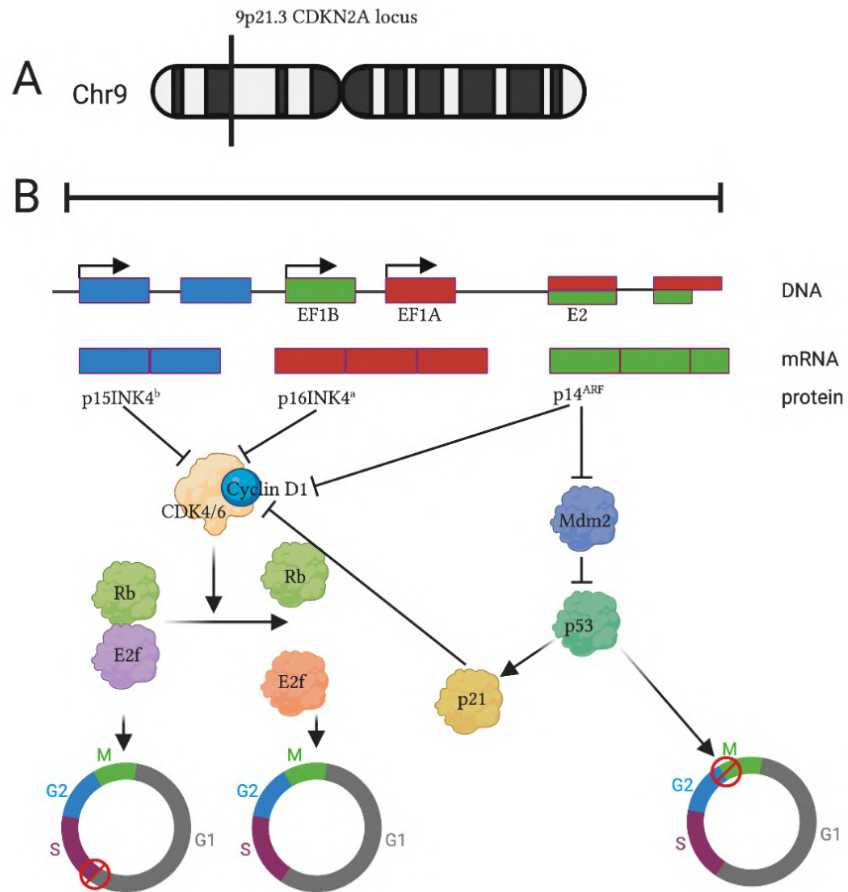 9p21.3 CDKN2A locus
A
Chr9
B
DNA
EF1B
EF1A
E2
mRNA
p15INK4ᵇ
p16INK4ᵃ
p14ᴬᴿᶠ
protein
Cyclin D1
CDK4/6
Mdm2
Rb
Rb
p53
E2f
E2f
p21
M
G2
S
G1
M
G2
S
G1
M
G2
S
G1